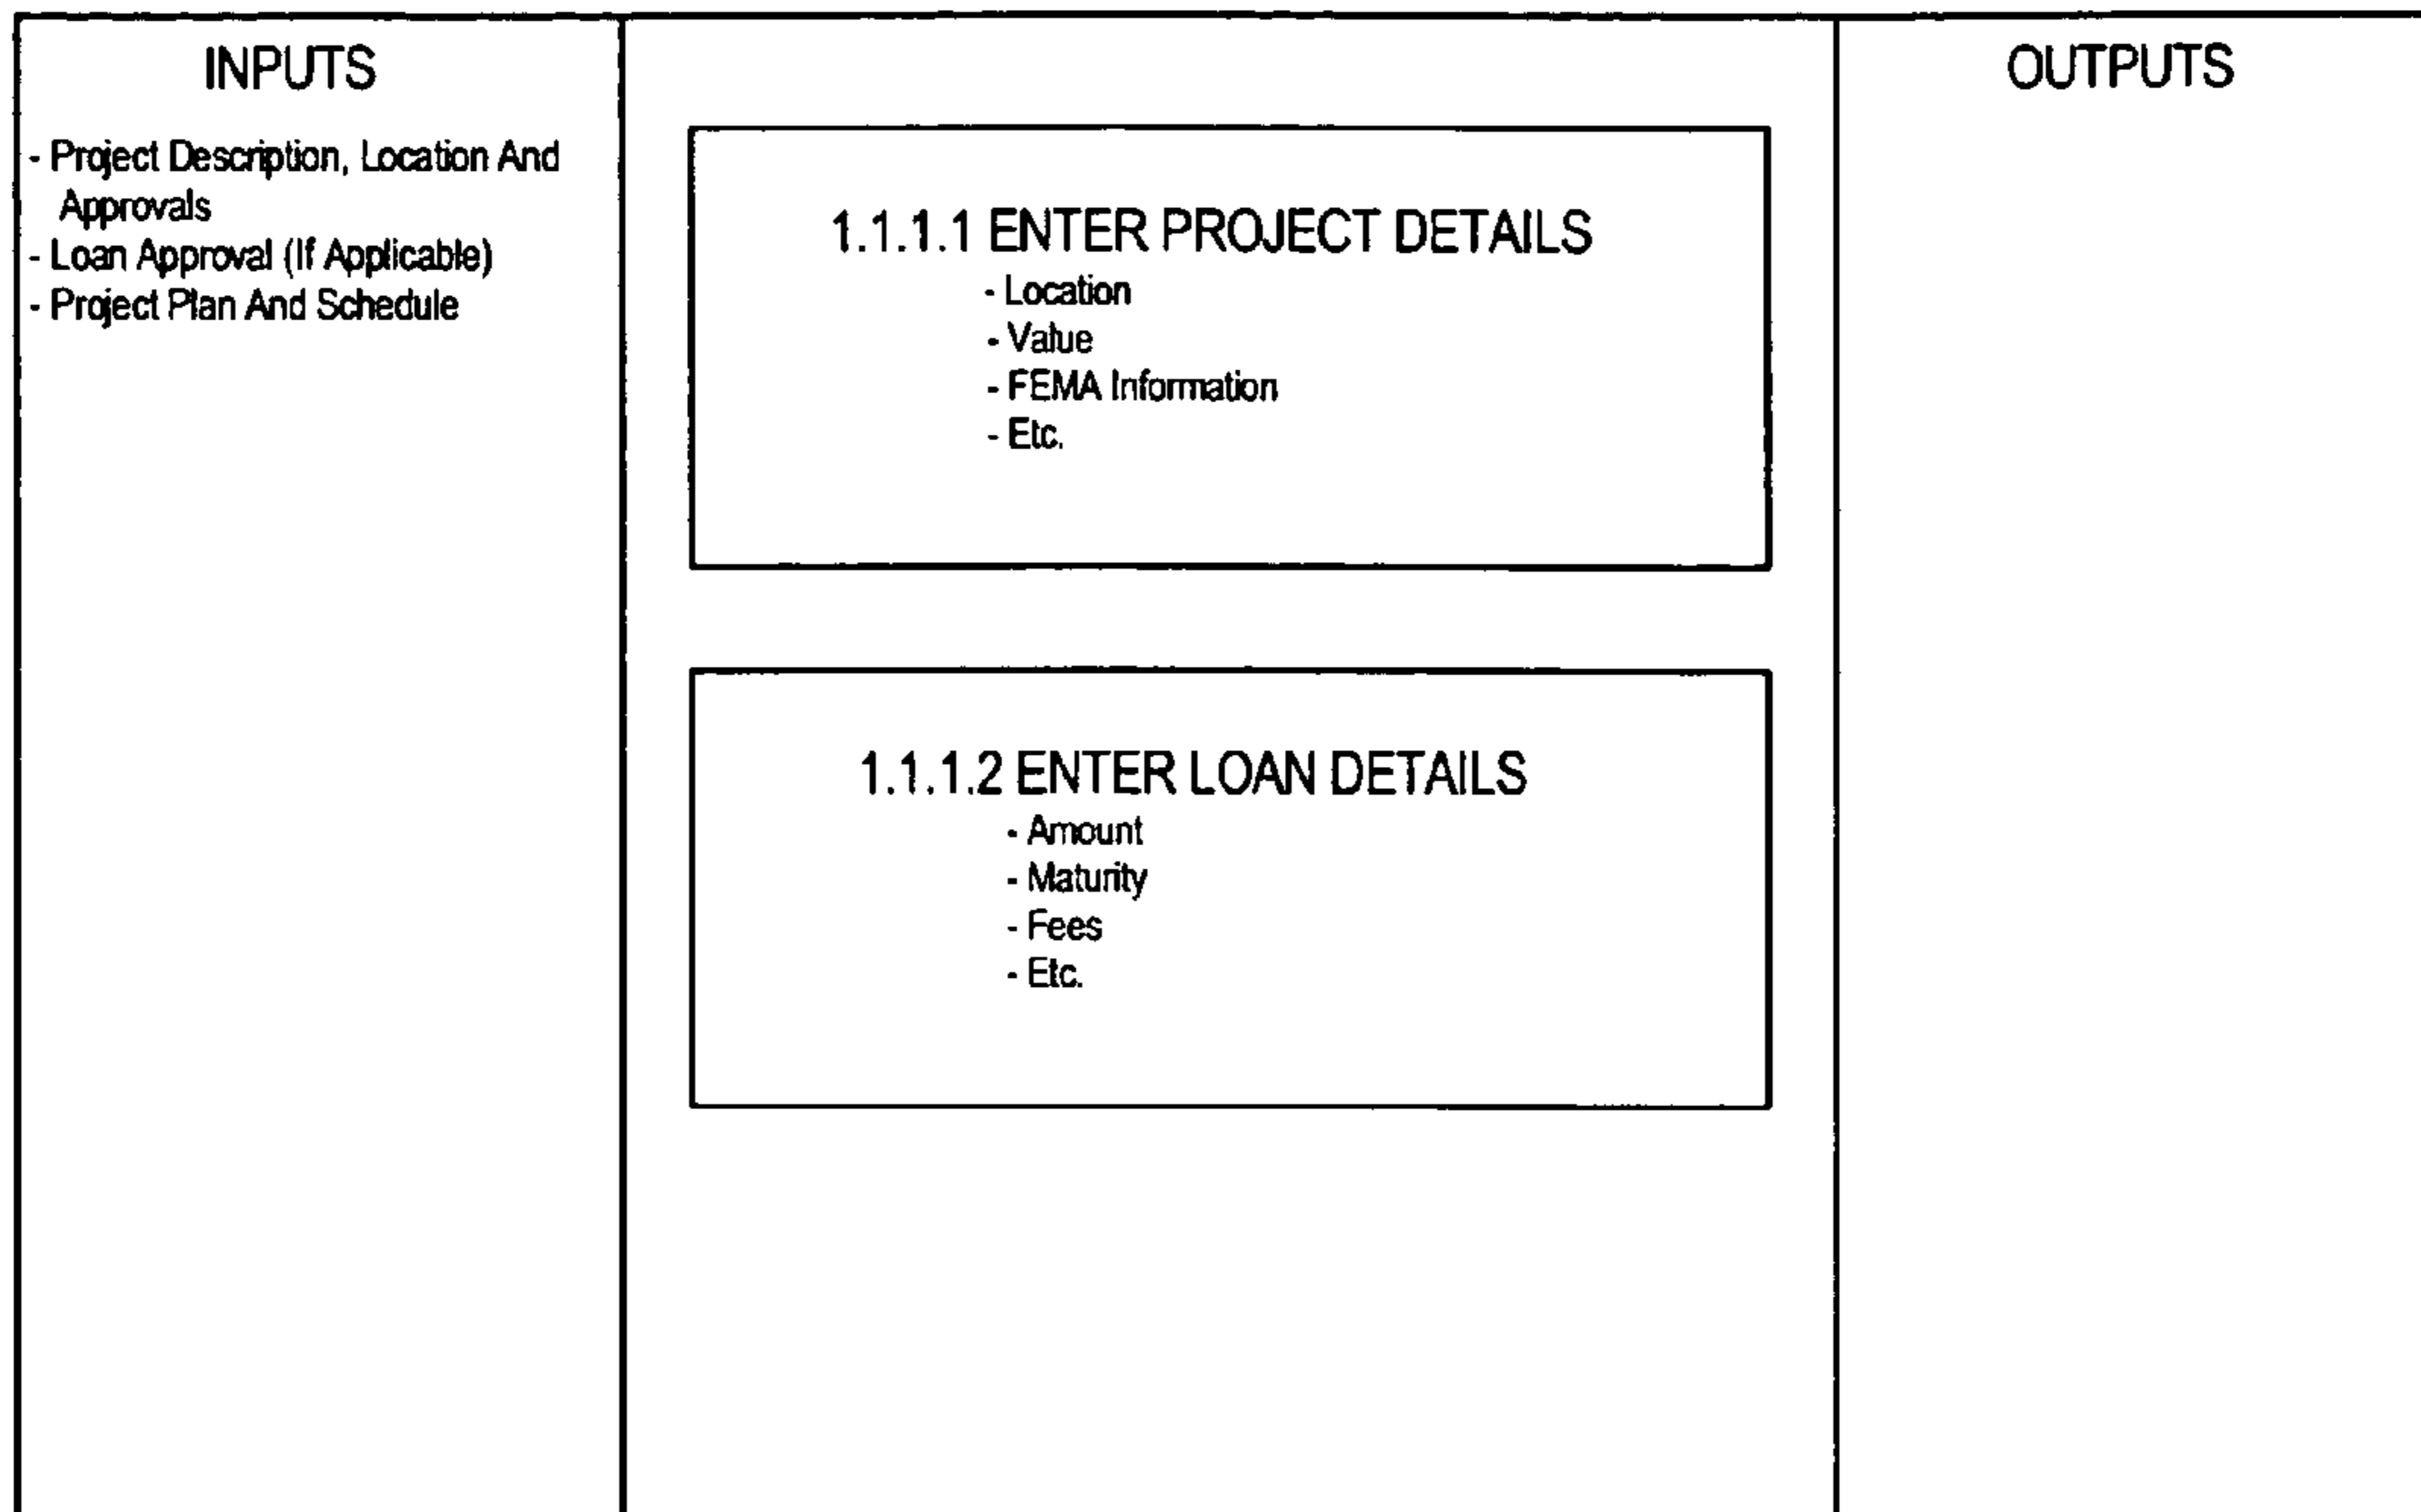 INPUTS
- Project Description, Location And
Approvals
- Loan Approval (If Applicable)
- Project Plan And Schedule
1.1.1.1 ENTER PROJECT DETAILS
- Location
- Value
- FEMA Information
- Etc.
1.1.1.2 ENTER LOAN DETAILS
- Amount
- Maturity
- Fees
- Etc.
OUTPUTS